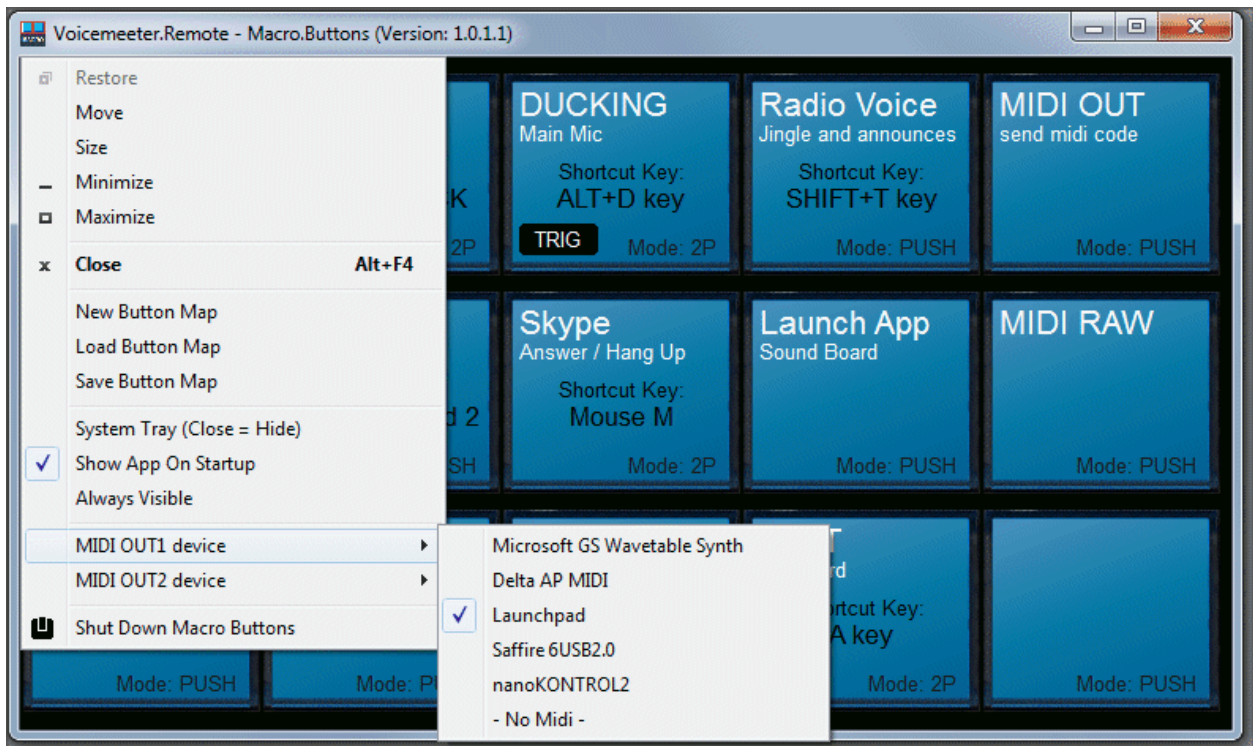 Voicemeeter.Remote - Macro.Buttons (Version: 1.0.1.1)
Restore
Move
Size
Minimize
Maximize
Close Alt+F4
New Button Map
Load Button Map
Save Button Map
System Tray (Close = Hide)
Show App On Startup
Always Visible
MIDI OUT1 device
MIDI OUT2 device
Shut Down Macro Buttons
Microsoft GS Wavetable Synth
Delta AP MIDI
Launchpad
Saffire 6USB2.0
nanoKONTROL2
- No Midi -
2P
DUCKING
Main Mic
Shortcut Key:
ALT+D key
TRIG Mode: 2P
Radio Voice
Jingle and announces
Shortcut Key:
SHIFT+T key
Mode: PUSH
MIDI OUT
send midi code
Mode: PUSH
2
Skype
Answer / Hang Up
Shortcut Key:
Mouse M
Mode: 2P
Launch App
Sound Board
Mode: PUSH
MIDI RAW
Mode: PUSH
Mode: PUSH
Mode:
Key:
A key
Mode: 2P
Mode: PUSH